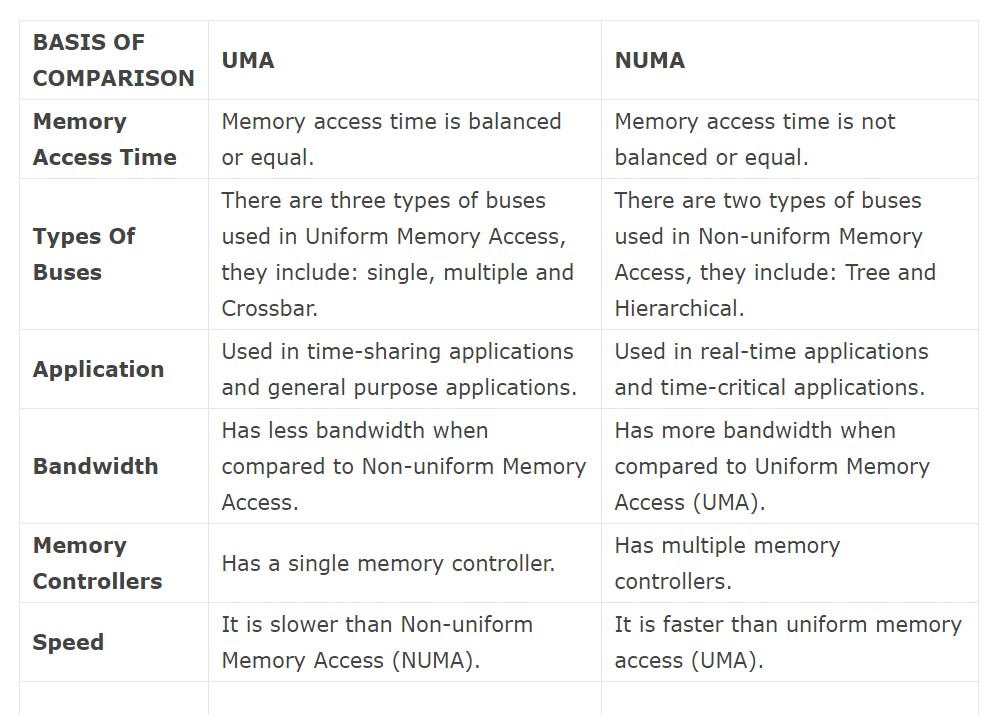 BASIS OF
COMPARISON
UMA
NUMA
Memory
Access Time
Memory access time is balanced
or equal.
Memory access time is not
balanced or equal.
Types Of
Buses
There are three types of buses
used in Uniform Memory Access,
they include: single, multiple and
Crossbar.
There are two types of buses
used in Non-uniform Memory
Access, they include: Tree and
Hierarchical.
Application
Used in time-sharing applications
and general purpose applications.
Used in real-time applications
and time-critical applications.
Bandwidth
Has less bandwidth when
compared to Non-uniform Memory
Access.
Has more bandwidth when
compared to Uniform Memory
Access (UMA).
Memory
Controllers
Has a single memory controller.
Has multiple memory
controllers.
Speed
It is slower than Non-uniform
Memory Access (NUMA).
It is faster than uniform memory
access (UMA).